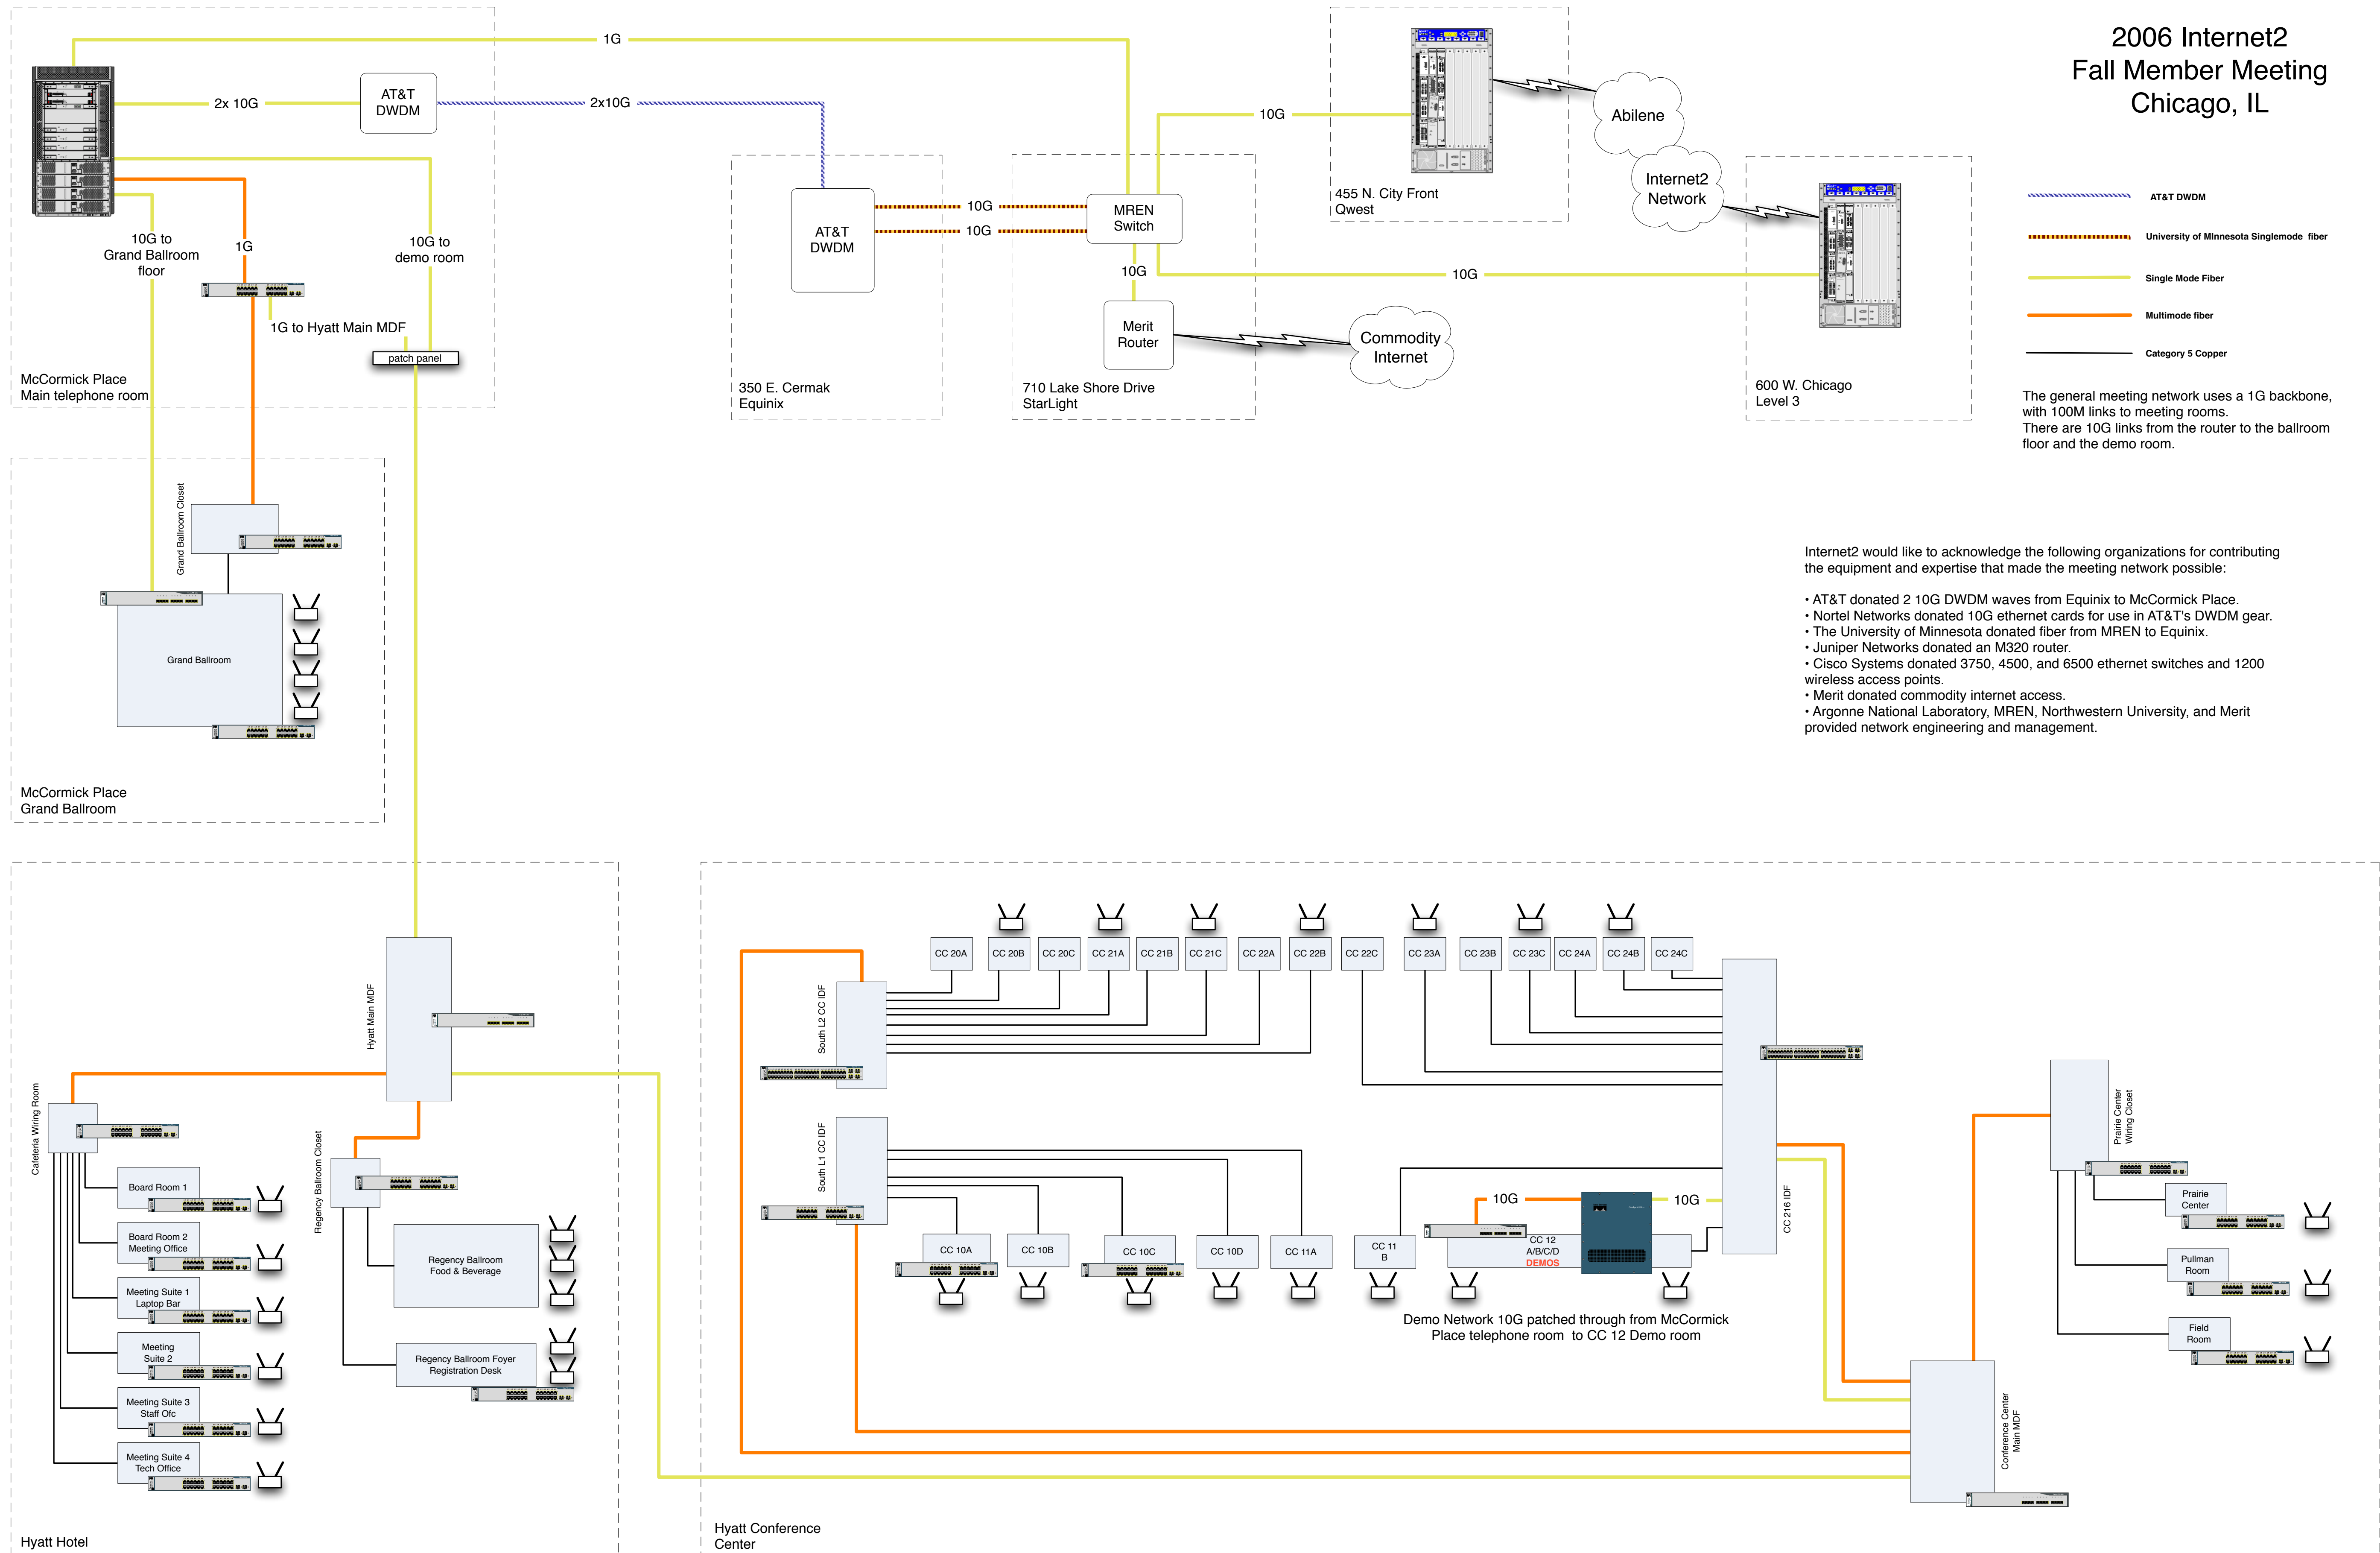 2006 Internet2
Fall Member Meeting
Chicago, IL
1G
2x 10G
AT&T
DWDM
2x10G
10G to
Grand Ballroom
floor
1G
10G to
demo room
1G to Hyatt Main MDF
patch panel
McCormick Place
Main telephone room
AT&T
DWDM
350 E. Cermak
Equinix
10G
10G
MREN
Switch
10G
Merit
Router
710 Lake Shore Drive
StarLight
Commodity
Internet
10G
455 N. City Front
Qwest
Abilene
Internet2
Network
10G
600 W. Chicago
Level 3
AT&T DWDM
University of MInnesota Singlemode fiber
Single Mode Fiber
Multimode fiber
Category 5 Copper
The general meeting network uses a 1G backbone,
with 100M links to meeting rooms.
There are 10G links from the router to the ballroom
floor and the demo room.
Internet2 would like to acknowledge the following organizations for contributing
the equipment and expertise that made the meeting network possible:
• AT&T donated 2 10G DWDM waves from Equinix to McCormick Place.
• Nortel Networks donated 10G ethernet cards for use in AT&T's DWDM gear.
• The University of Minnesota donated fiber from MREN to Equinix.
• Juniper Networks donated an M320 router.
• Cisco Systems donated 3750, 4500, and 6500 ethernet switches and 1200
wireless access points.
• Merit donated commodity internet access.
• Argonne National Laboratory, MREN, Northwestern University, and Merit
provided network engineering and management.
Grand Ballroom Closet
Grand Ballroom
McCormick Place
Grand Ballroom
Hyatt Main MDF
Cafeteria Wiring Room
Regency Ballroom Closet
Board Room 1
Board Room 2
Meeting Office
Meeting Suite 1
Laptop Bar
Meeting
Suite 2
Meeting Suite 3
Staff Ofc
Meeting Suite 4
Tech Office
Regency Ballroom
Food & Beverage
Regency Ballroom Foyer
Registration Desk
Hyatt Hotel
CC 20A
CC 20B
CC 20C
CC 21A
CC 21B
CC 21C
CC 22A
CC 22B
CC 22C
CC 23A
CC 23B
CC 23C
CC 24A
CC 24B
CC 24C
South L2 CC IDF
South L1 CC IDF
CC 10A
CC 10B
CC 10C
CC 10D
CC 11A
CC 11
B
10G
10G
CC 12
A/B/C/D
DEMOS
CC 216 IDF
Demo Network 10G patched through from McCormick
Place telephone room to CC 12 Demo room
Prairie Center
Wiring Closet
Prairie
Center
Pullman
Room
Field
Room
Conference Center
Main MDF
Hyatt Conference
Center